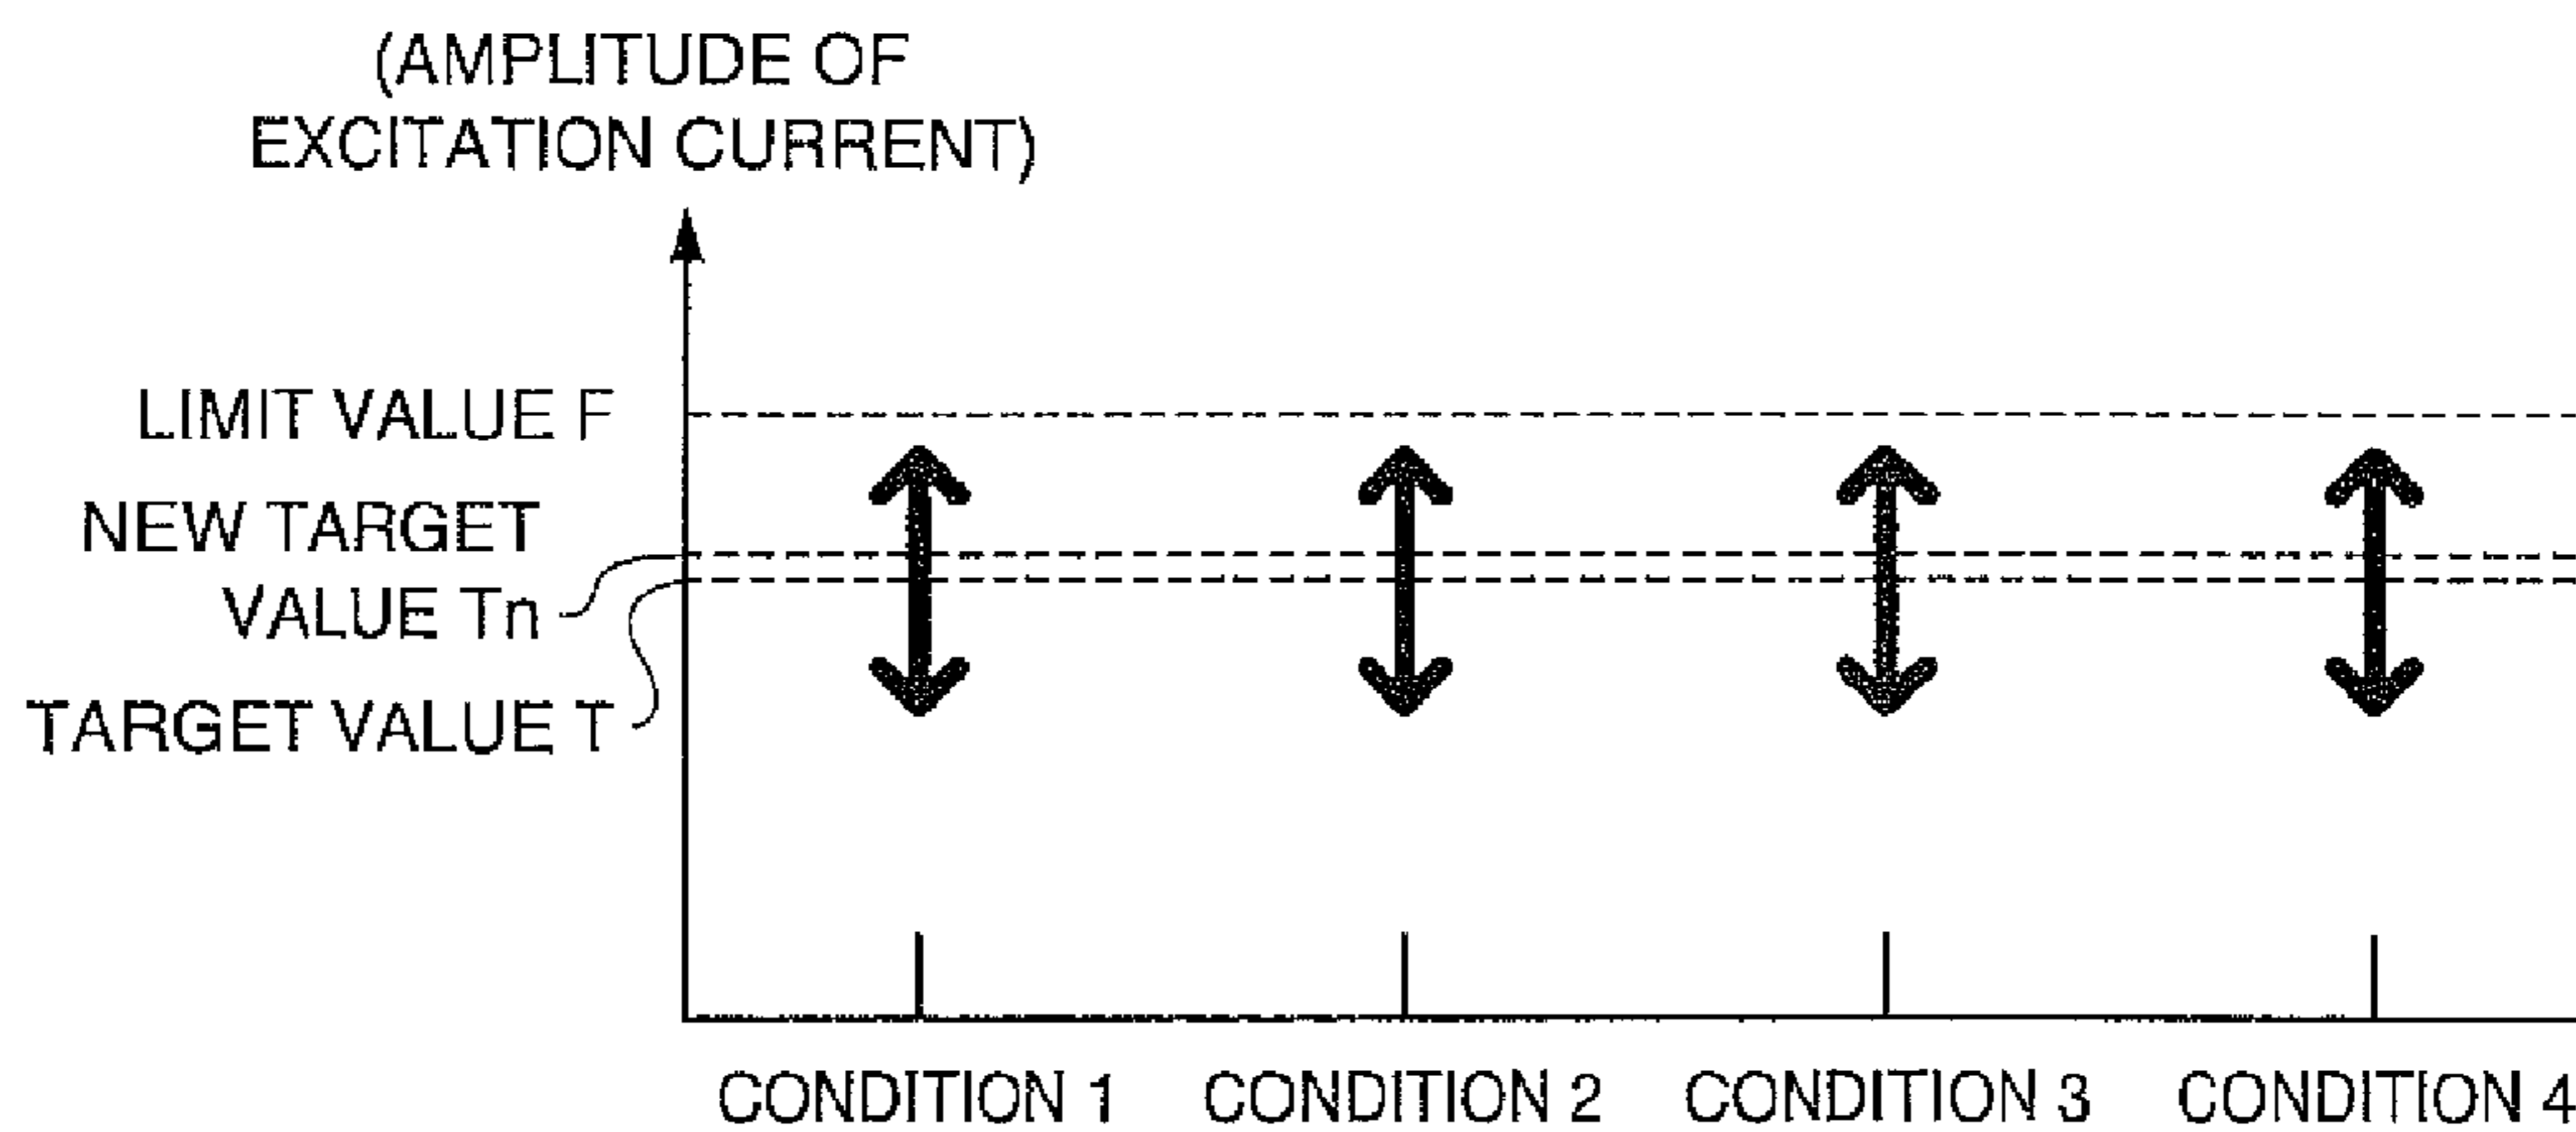 (AMPLITUDE OF
EXCITATION CURRENT)
LIMIT VALUE F
NEW TARGET
VALUE Tn
TARGET VALUE T
CONDITION 1 CONDITION 2 CONDITION 3 CONDITION 4